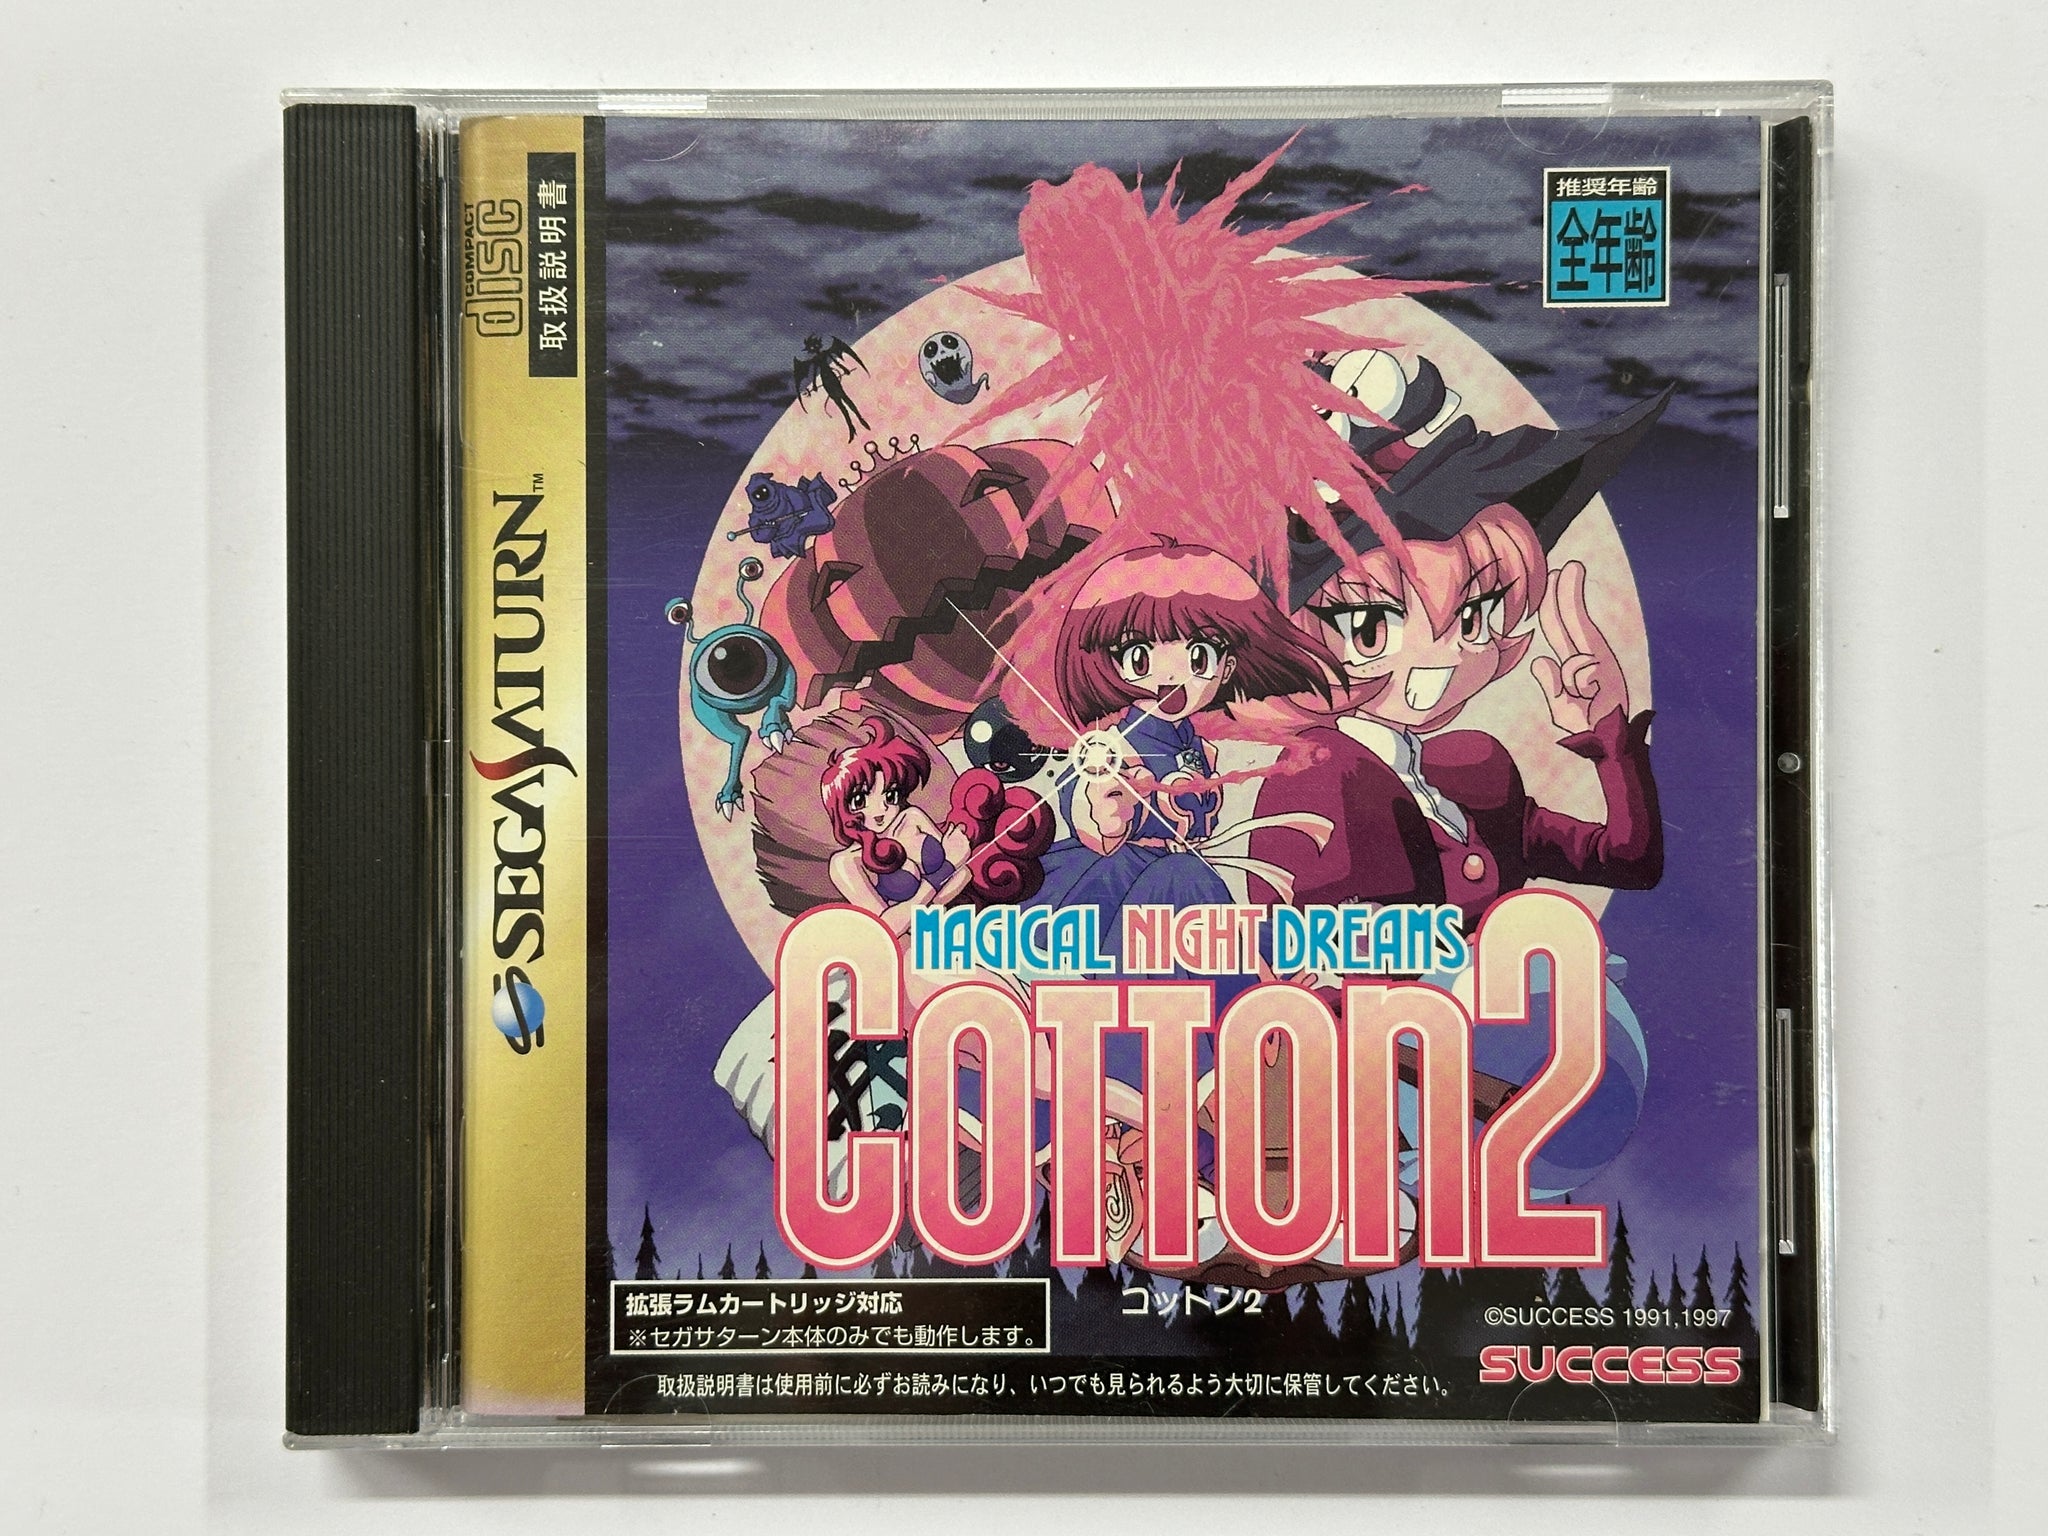 COMPACT
disc
取扱説明書
SEGA SATURN™
推奨年齢
全年齢
MAGICAL NIGHT DREAMS
COTTON2
コットン2
拡張ラムカートリッジ対応
※セガサターン本体のみでも動作します。
©SUCCESS 1991,1997
SUCCESS
取扱説明書は使用前に必ずお読みになり、いつでも見られるよう大切に保管してください。